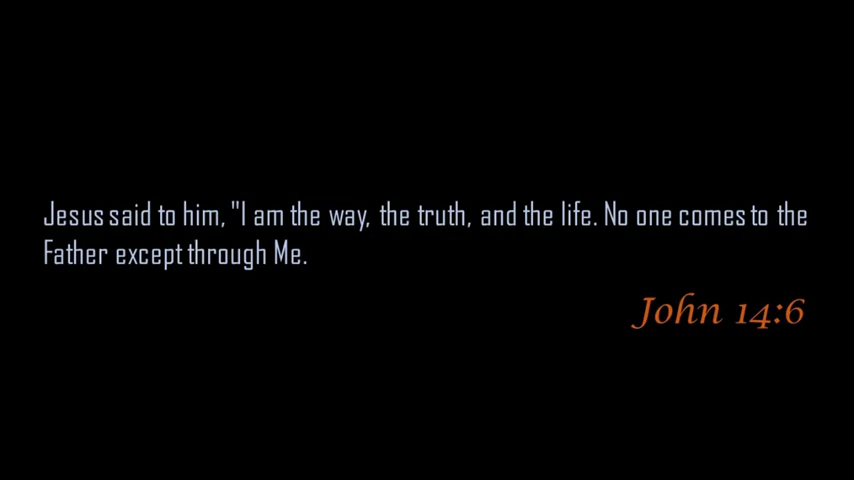 Jesus said to him, "I am the way, the truth, and the life. No one comes to the
Father except through Me.
John 14:6